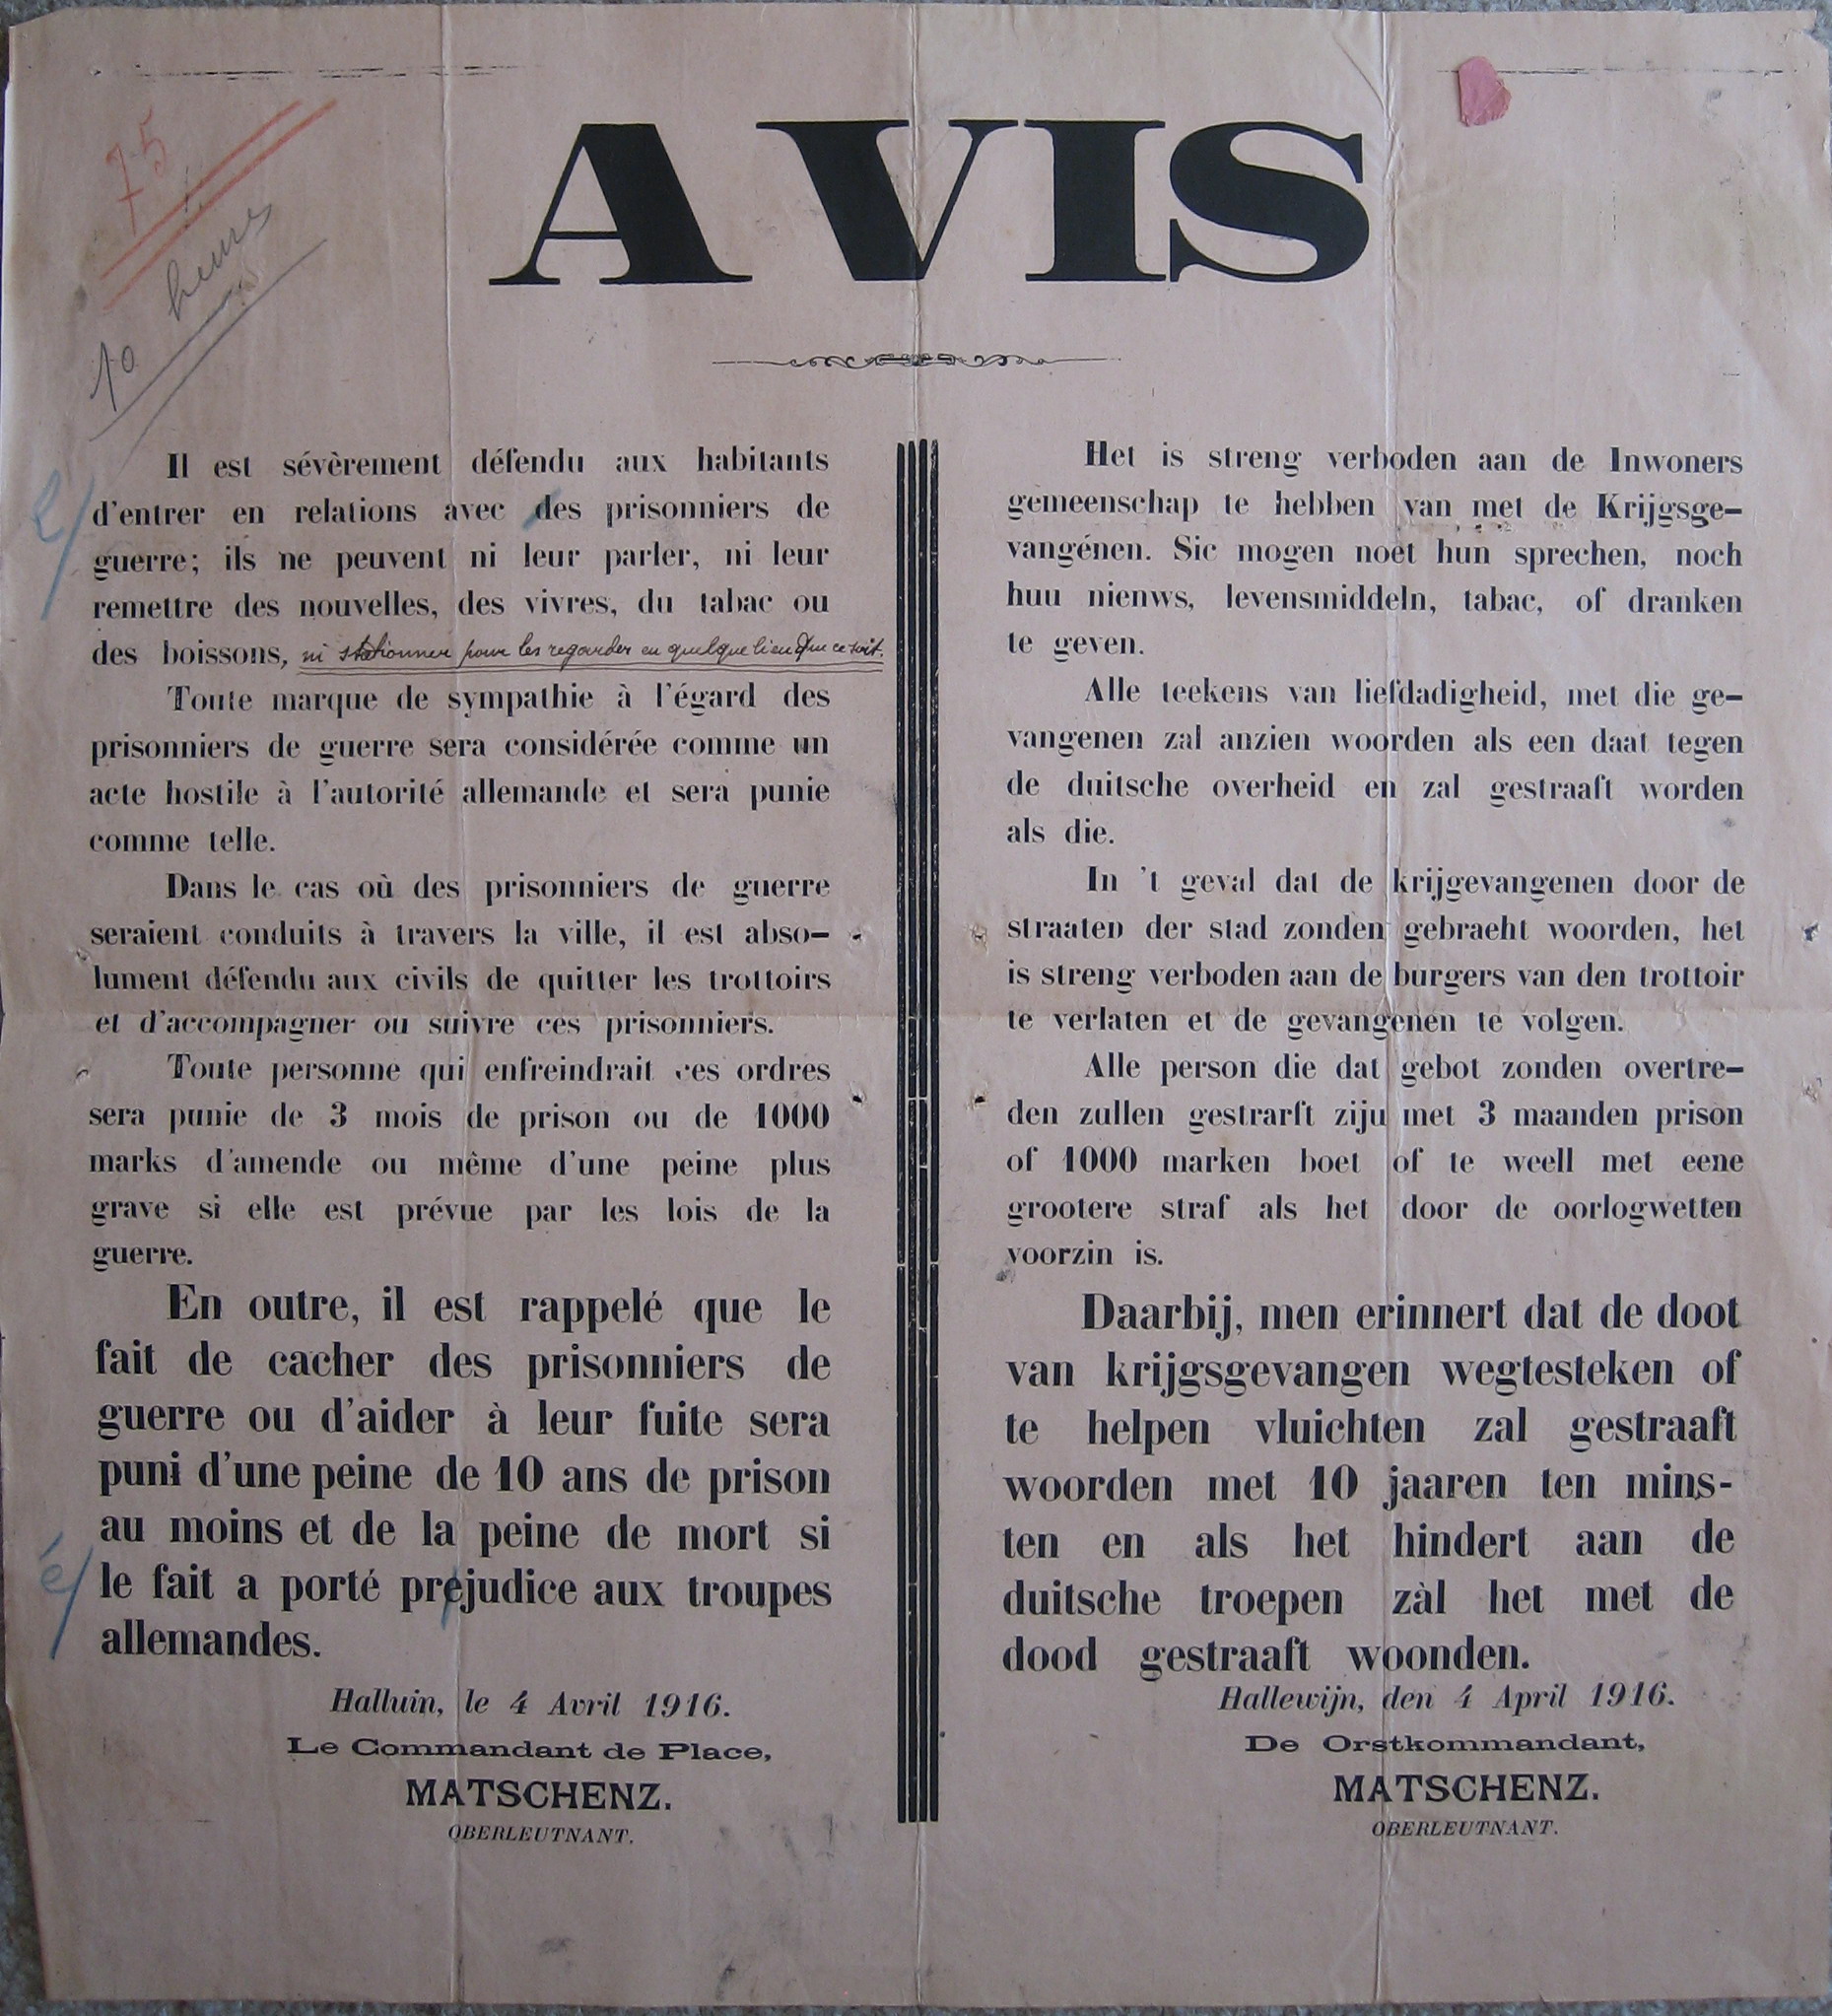 AVIS
75
10 heures
Il est sévèrement défendu aux habitants
l/ d'entrer en relations avec des prisonniers de
guerre; ils ne peuvent ni leur parler, ni leur
remettre des nouvelles, des vivres, du tabac ou
des boissons, ni stationner pour les regarder en quelque lieu que ce soit.
Toute marque de sympathie à l'égard des
prisonniers de guerre sera considérée comme un
acte hostile à l'autorité allemande et sera punie
comme telle.
Dans le cas où des prisonniers de guerre
seraient conduits à travers la ville, il est abso-
lument défendu aux civils de quitter les trottoirs
et d'accompagner ou suivre ces prisonniers.
Toute personne qui enfreindrait ces ordres
sera punie de 3 mois de prison ou de 1000
marks d'amende ou même d'une peine plus
grave si elle est prévue par les lois de la
guerre.
En outre, il est rappelé que le
fait de cacher des prisonniers de
guerre ou d'aider à leur fuite sera
puni d'une peine de 10 ans de prison
au moins et de la peine de mort si
é/ le fait a porté prejudice aux troupes
allemandes.
Halluin, le 4 Avril 1916.
Le Commandant de Place,
MATSCHENZ.
OBERLEUTNANT.
Het is streng verboden aan de Inwoners
gemeenschap te hebben van met de Krijgsge-
vangénen. Sic mogen noet hun sprechen, noch
huu nienws, levensmiddeln, tabac, of dranken
te geven.
Alle teekens van liefdadigheid, met die ge-
vangenen zal anzien woorden als een daat tegen
de duitsche overheid en zal gestraaft worden
als die.
In 't geval dat de krijgevangenen door de
straaten der stad zonden gebraeht woorden, het
is streng verboden aan de burgers van den trottoir
te verlaten et de gevangenen te volgen.
Alle person die dat gebot zonden overtre-
den zullen gestrarft ziju met 3 maanden prison
of 1000 marken boet of te weell met eene
grootere straf als het door de oorlogwetten
voorzin is.
Daarbij, men erinnert dat de doot
van krijgsgevangen wegtesteken of
te helpen vluichten zal gestraaft
woorden met 10 jaaren ten mins-
ten en als het hindert aan de
duitsche troepen zàl het met de
dood gestraaft woonden.
Hallewijn, den 4 April 1916.
De Orstkommandant,
MATSCHENZ.
OBERLEUTNANT.